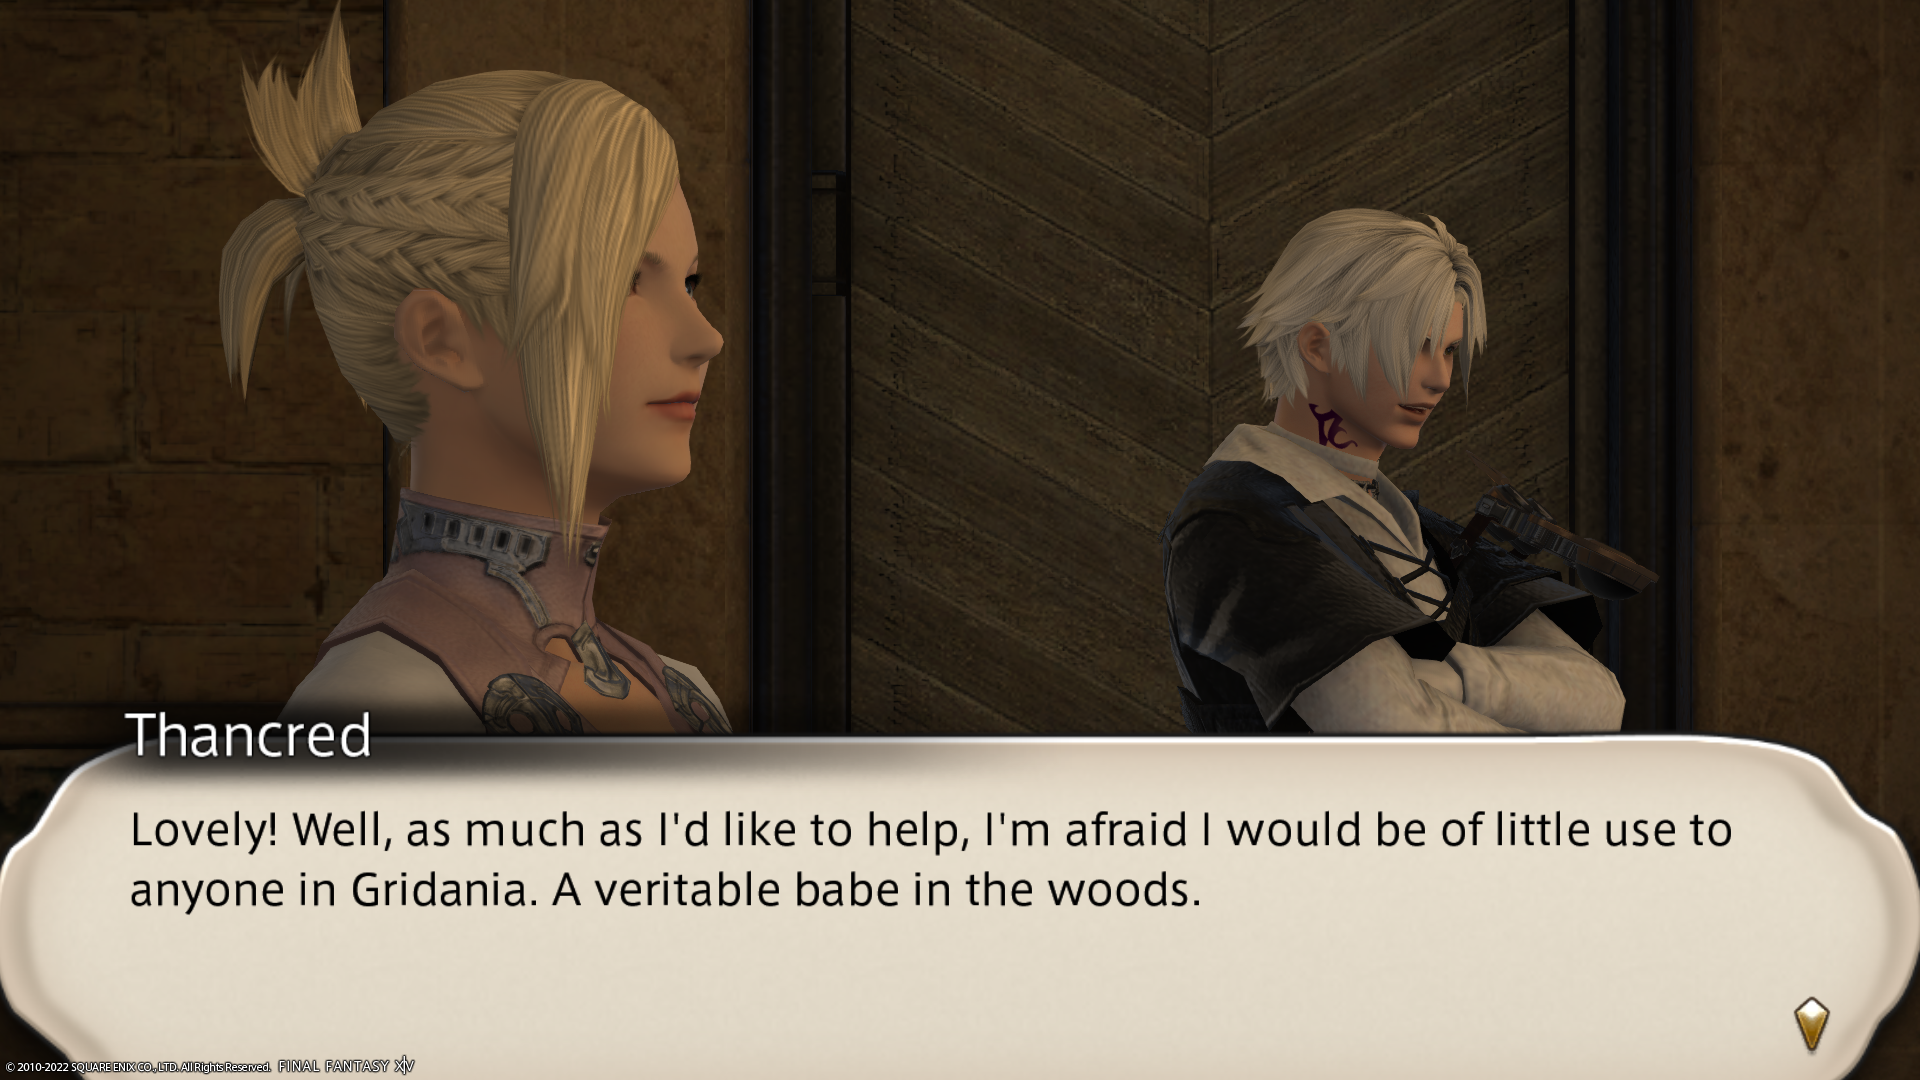 Thancred
Lovely! Well, as much as I'd like to help, I'm afraid I would be of little use to
anyone in Gridania. A veritable babe in the woods.
© 2010-2022 SQUARE ENIX CO., LTD. All Rights Reserved. FINAL FANTASY XIV